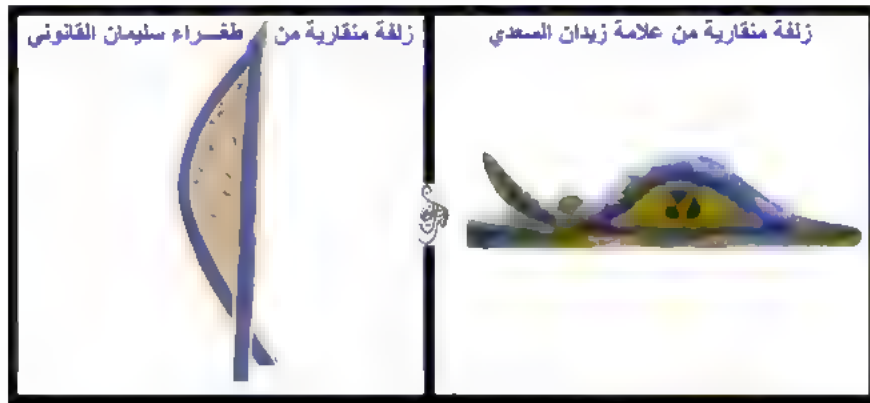 زلفة منقارية من علامة زيدان السعدي
زلفة منقارية من طغـــراء سليمان القانوني